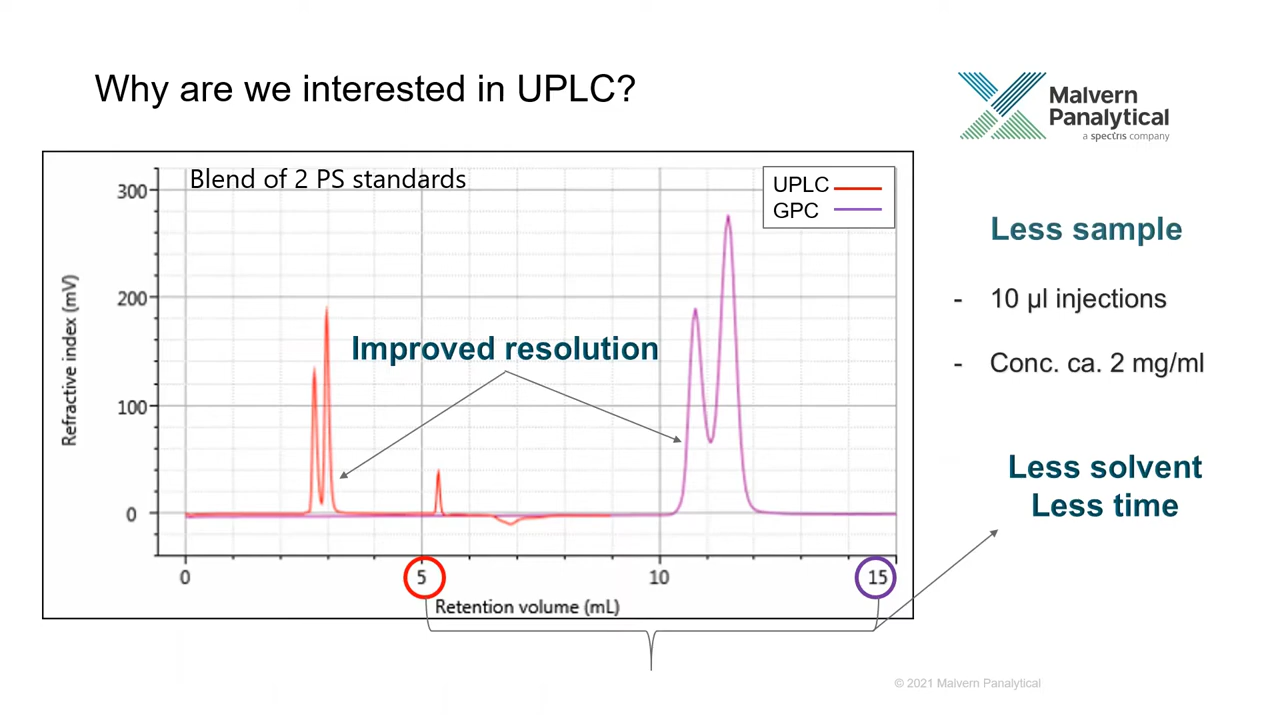 Why are we interested in UPLC?
Malvern
Panalytical
a spectris company
Blend of 2 PS standards
UPLC
GPC
300
200
100
0
Refractive index (mV)
Improved resolution
0
5
10
15
Retention volume (mL)
Less sample
- 10 µl injections
- Conc. ca. 2 mg/ml
Less solvent
Less time
© 2021 Malvern Panalytical